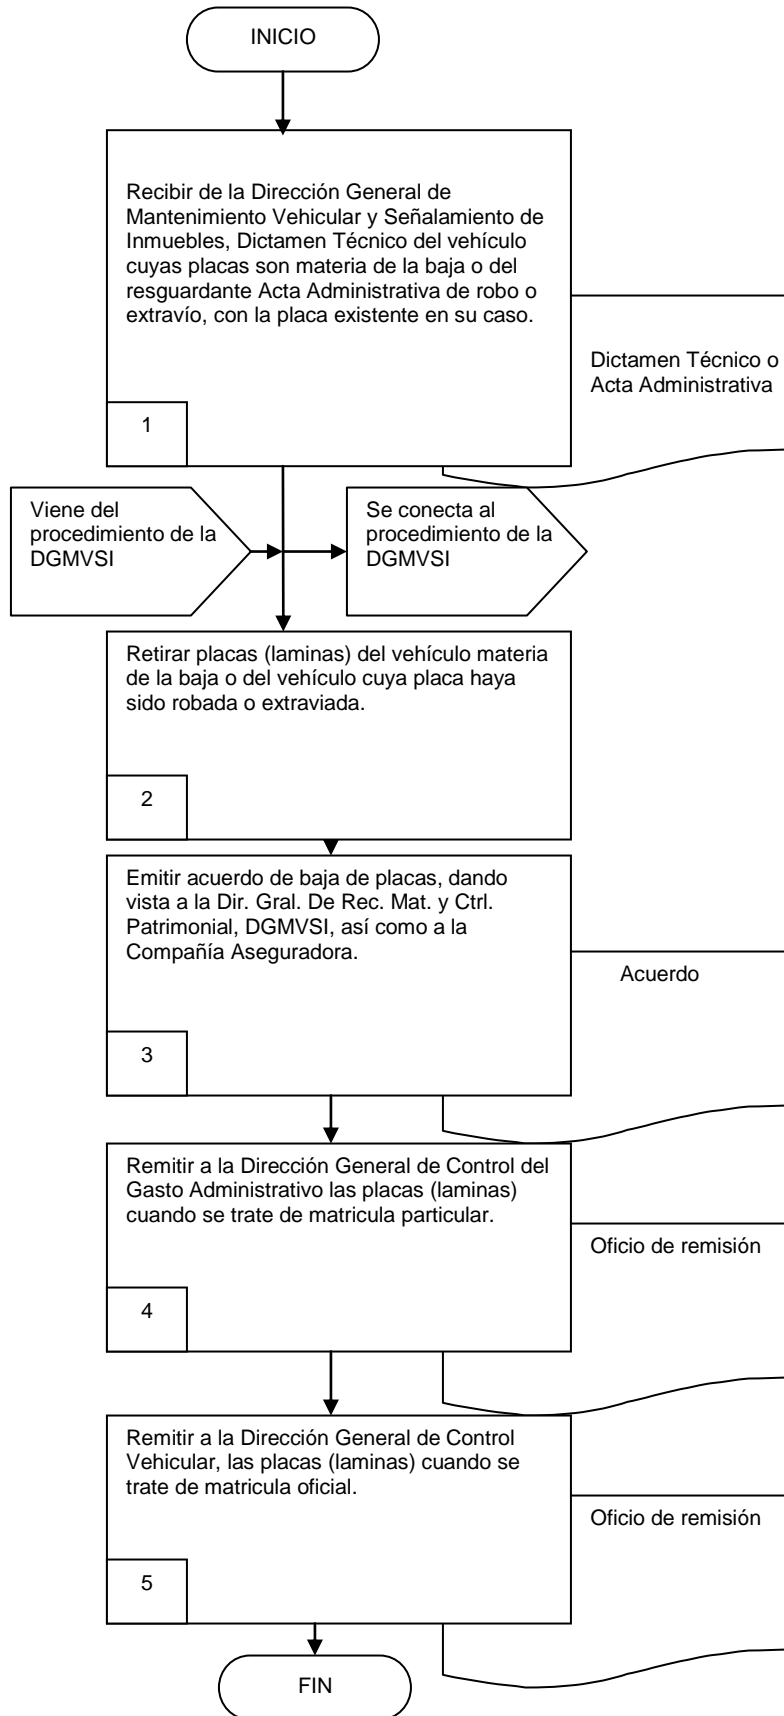 INICIO
Recibir de la Dirección General de
Mantenimiento Vehicular y Señalamiento de
Inmuebles, Dictamen Técnico del vehículo
cuyas placas son materia de la baja o del
resguardante Acta Administrativa de robo o
extravío, con la placa existente en su caso.
Dictamen Técnico o
Acta Administrativa
1
Viene del
procedimiento de la
DGMVSI
Se conecta al
procedimiento de la
DGMVSI
Retirar placas (laminas) del vehículo materia
de la baja o del vehículo cuya placa haya
sido robada o extraviada.
2
Emitir acuerdo de baja de placas, dando
vista a la Dir. Gral. De Rec. Mat. y Ctrl.
Patrimonial, DGMVSI, así como a la
Compañía Aseguradora.
Acuerdo
3
Remitir a la Dirección General de Control del
Gasto Administrativo las placas (laminas)
cuando se trate de matricula particular.
Oficio de remisión
4
Remitir a la Dirección General de Control
Vehicular, las placas (laminas) cuando se
trate de matricula oficial.
Oficio de remisión
5
FIN